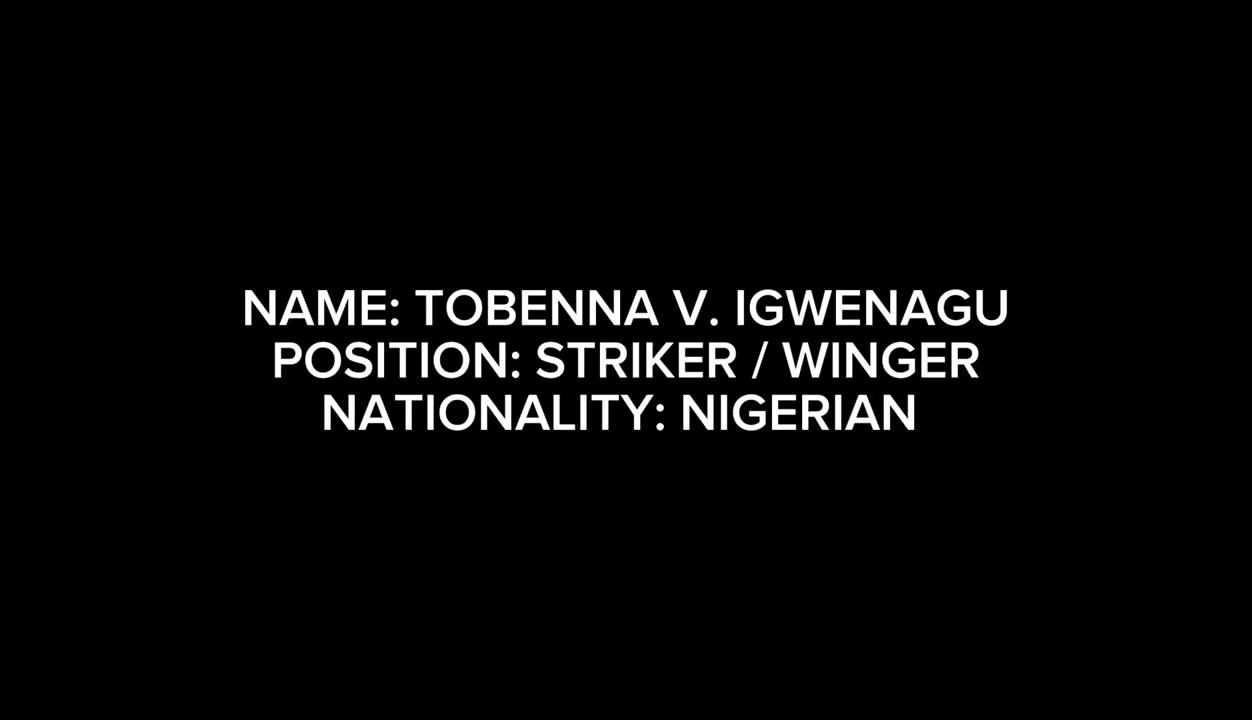 NAME: TOBENNA V. IGWENAGU
POSITION: STRIKER / WINGER
NATIONALITY: NIGERIAN